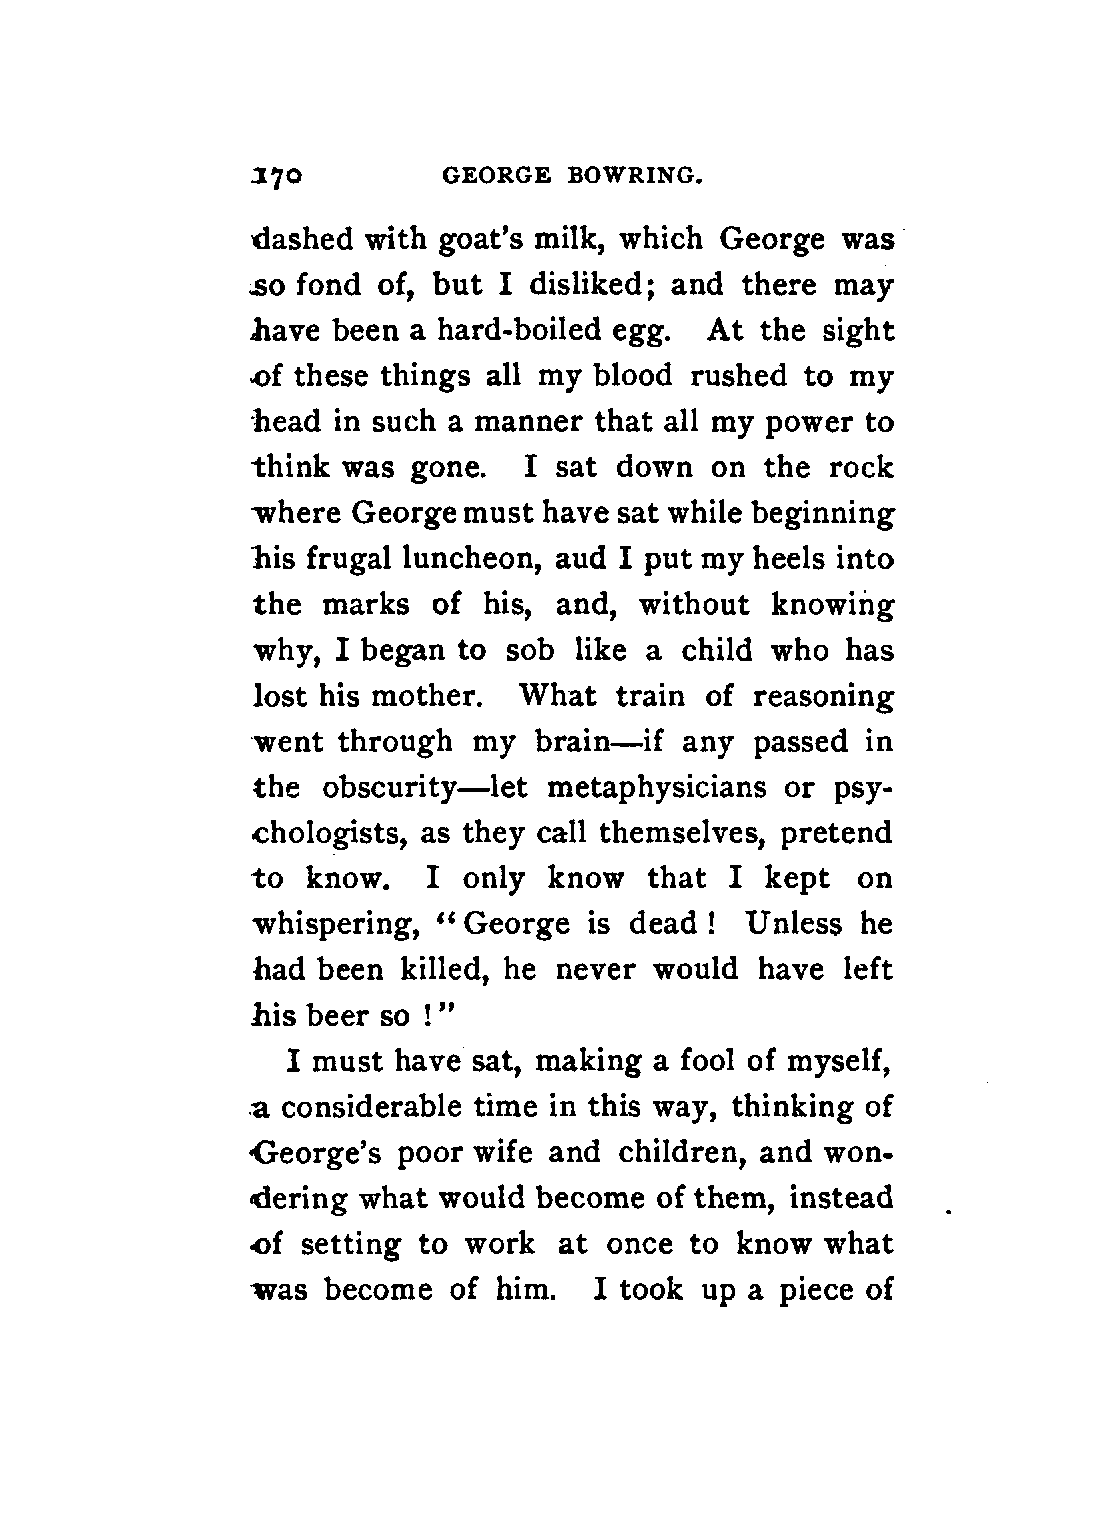 170 GEORGE BOWRING.
dashed with goat's milk, which George was
so fond of, but I disliked; and there may
have been a hard-boiled egg. At the sight
of these things all my blood rushed to my
head in such a manner that all my power to
think was gone. I sat down on the rock
where George must have sat while beginning
his frugal luncheon, aud I put my heels into
the marks of his, and, without knowing
why, I began to sob like a child who has
lost his mother. What train of reasoning
went through my brain—if any passed in
the obscurity—let metaphysicians or psy-
chologists, as they call themselves, pretend
to know. I only know that I kept on
whispering, “George is dead! Unless he
had been killed, he never would have left
his beer so!”
I must have sat, making a fool of myself,
a considerable time in this way, thinking of
George's poor wife and children, and won-
dering what would become of them, instead
of setting to work at once to know what
was become of him. I took up a piece of